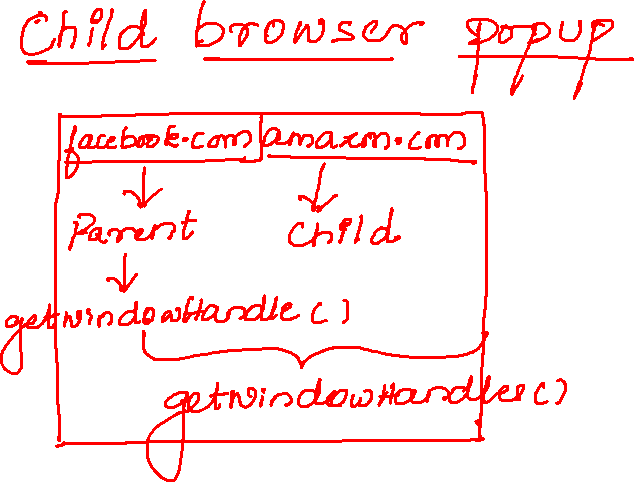 Child browser popup
facebook.com amazon.com
Parent Child
getwindowHandle()
getwindowHandles()